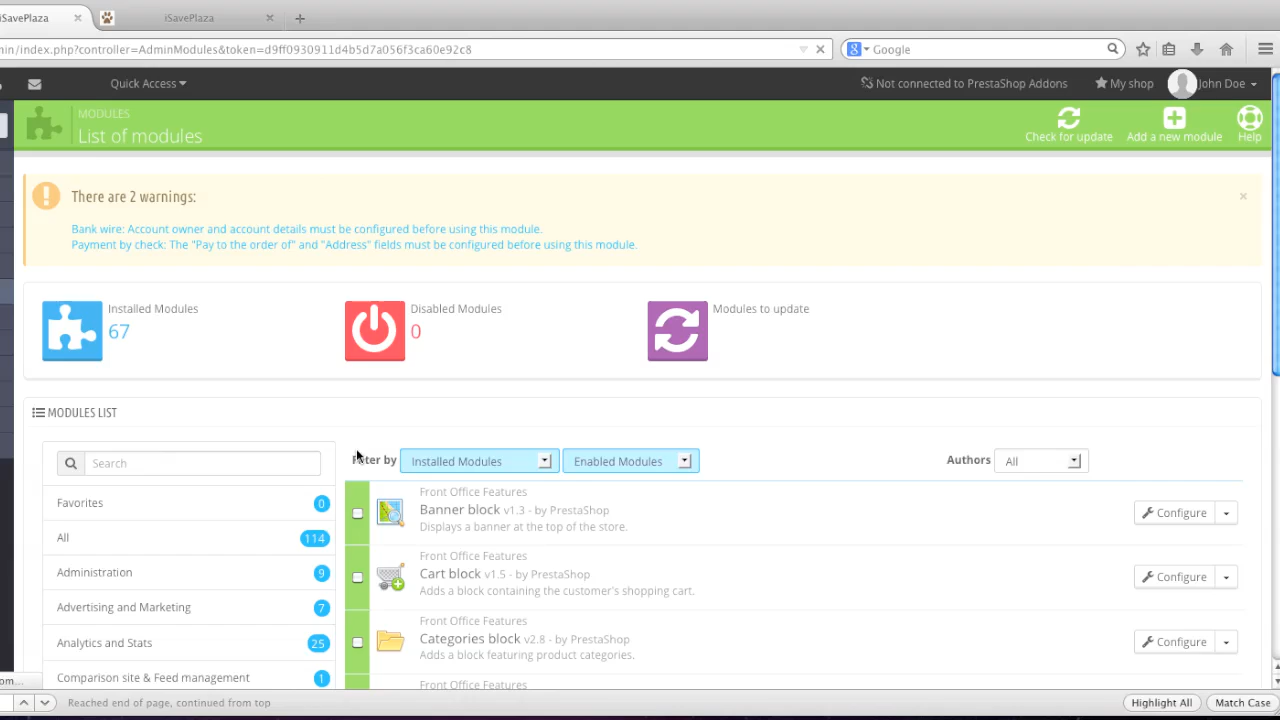 iSavePlaza
iSavePlaza
min/index.php?controller=AdminModules&token=d9ff0930911d4b5d7a056f3ca60e92c8
Google
Quick Access
Not connected to PrestaShop Addons
My shop
John Doe
MODULES
List of modules
Check for update
Add a new module
Help
There are 2 warnings:
Bank wire: Account owner and account details must be configured before using this module.
Payment by check: The "Pay to the order of" and "Address" fields must be configured before using this module.
Installed Modules
67
Disabled Modules
0
Modules to update
MODULES LIST
Search
Filter by
Installed Modules
Enabled Modules
Authors
All
Favorites 0
All 114
Administration 9
Advertising and Marketing 7
Analytics and Stats 25
Comparison site & Feed management 1
Front Office Features
Banner block v1.3 - by PrestaShop
Displays a banner at the top of the store.
Configure
Front Office Features
Cart block v1.5 - by PrestaShop
Adds a block containing the customer's shopping cart.
Configure
Front Office Features
Categories block v2.8 - by PrestaShop
Adds a block featuring product categories.
Configure
Front Office Features
om...
Reached end of page, continued from top
Highlight All
Match Case